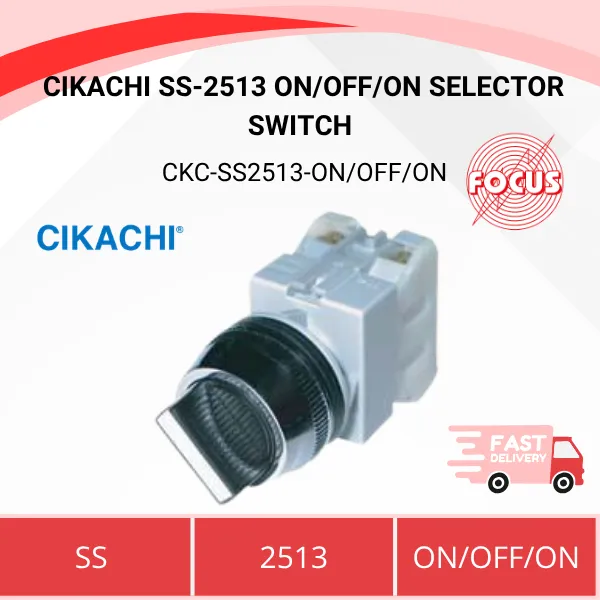 CIKACHI SS-2513 ON/OFF/ON SELECTOR
SWITCH
CKC-SS2513-ON/OFF/ON
FOCUS
CIKACHI®
FAST
DELIVERY
SS
2513
ON/OFF/ON